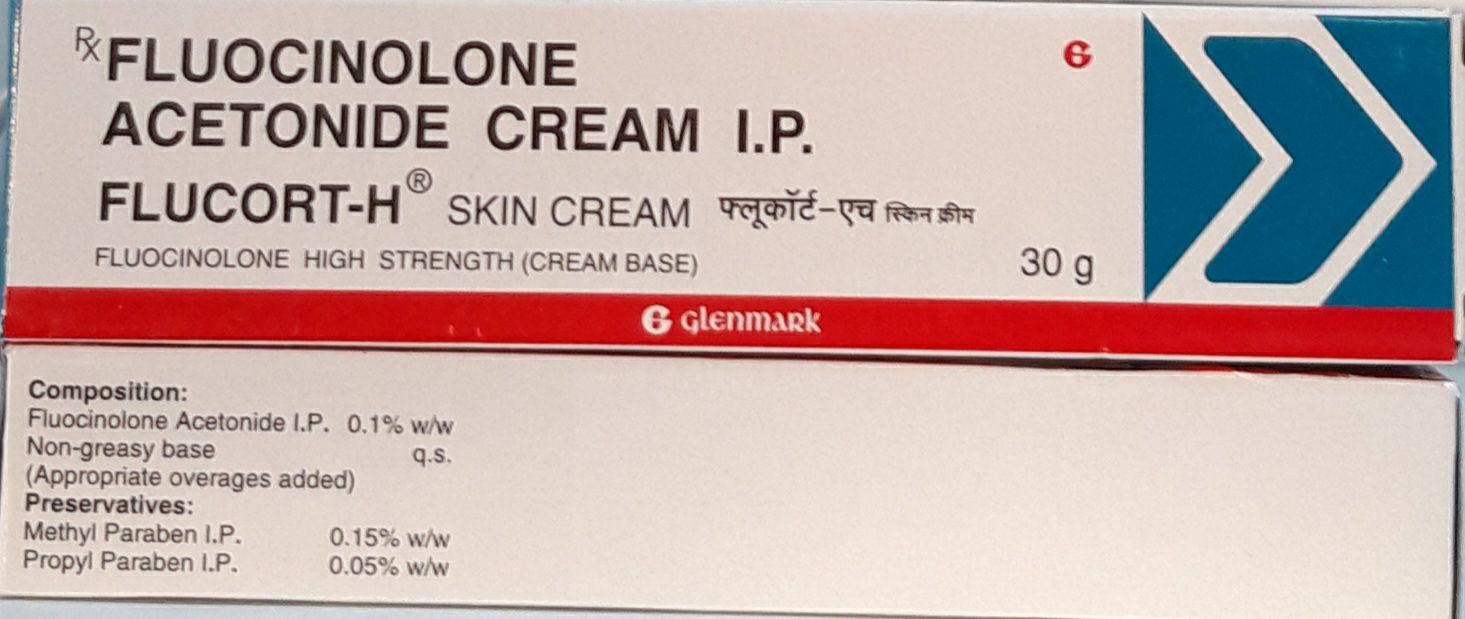 Rx FLUOCINOLONE
ACETONIDE CREAM I.P.
FLUCORT-H® SKIN CREAM फ्लूकॉर्ट-एच स्किन क्रीम
FLUOCINOLONE HIGH STRENGTH (CREAM BASE)
30 g
G glenmark
Composition:
Fluocinolone Acetonide I.P. 0.1% w/w
Non-greasy base q.s.
(Appropriate overages added)
Preservatives:
Methyl Paraben I.P. 0.15% w/w
Propyl Paraben I.P. 0.05% w/w